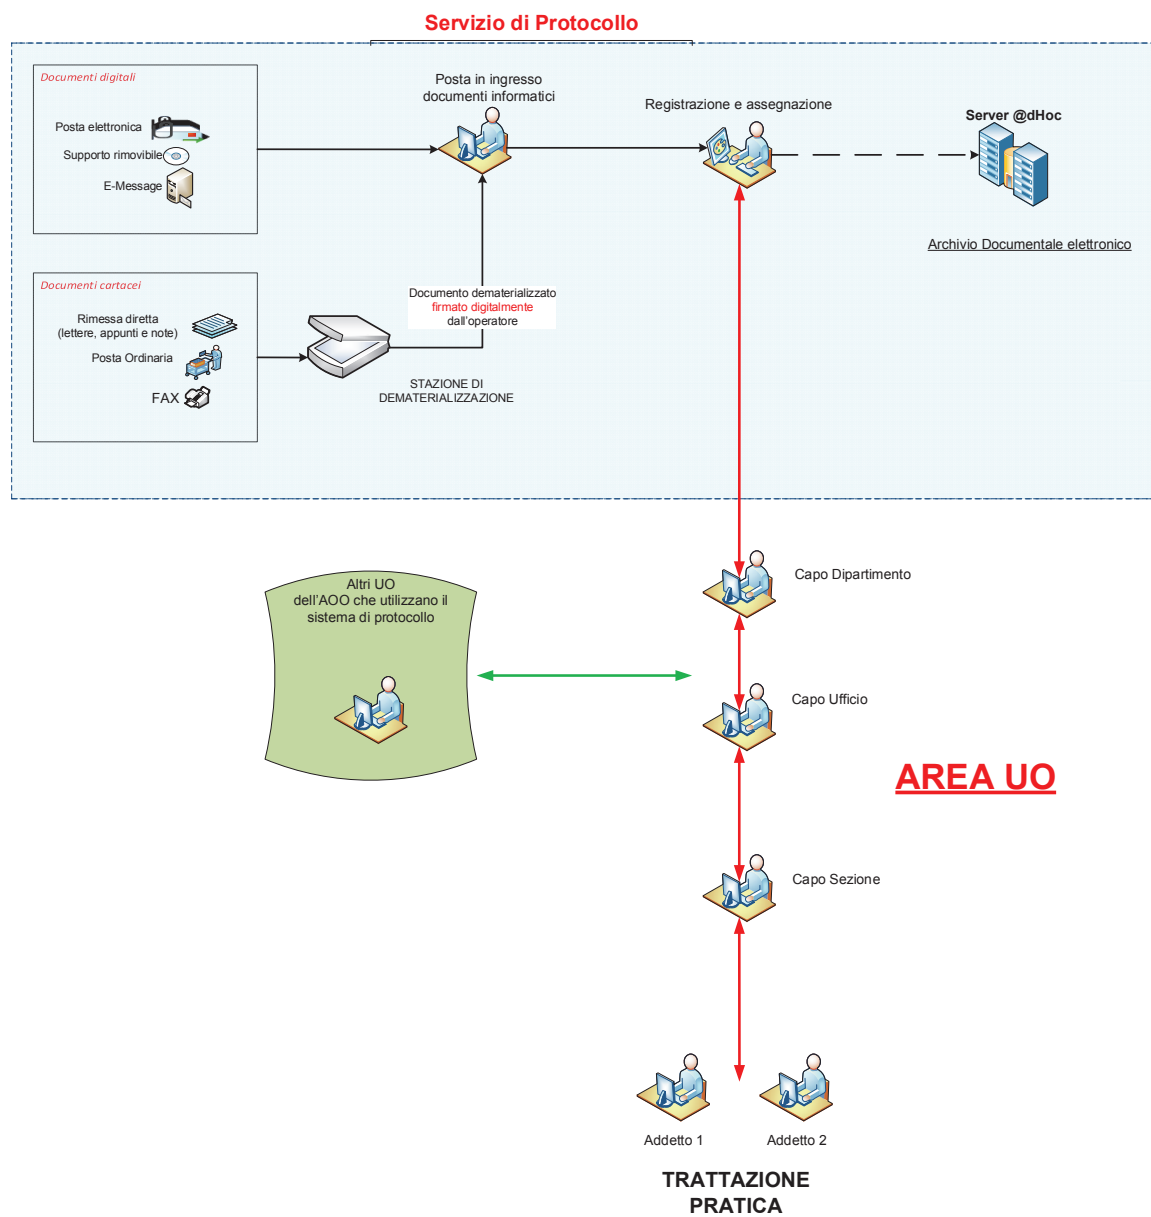 Servizio di Protocollo
Documenti digitali
Posta elettronica
Supporto rimovibile
E-Message
Posta in ingresso
documenti informatici
Registrazione e assegnazione
Server @dHoc
Archivio Documentale elettronico
Documenti cartacei
Rimessa diretta
(lettere, appunti e note)
Posta Ordinaria
FAX
Documento dematerializzato
firmato digitalmente
dall'operatore
STAZIONE DI
DEMATERIALIZZAZIONE
Capo Dipartimento
Altri UO
dell'AOO che utilizzano il
sistema di protocollo
Capo Ufficio
AREA UO
Capo Sezione
Addetto 1
Addetto 2
TRATTAZIONE
PRATICA